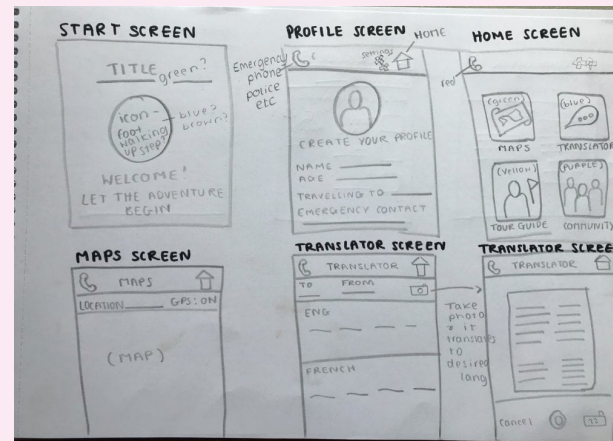 START SCREEN
TITLE
green?
icon -
foot
walking
up steps?
blue?
brown?
WELCOME!
LET THE ADVENTURE
BEGIN
PROFILE SCREEN
HOME
settings
Emergency
phone
police
etc
CREATE YOUR PROFILE
NAME
AGE
TRAVELLING TO
EMERGENCY CONTACT
HOME SCREEN
red
(green)
MAPS
(blue)
TRANSLATOR
(Yellow)
TOUR GUIDE
(PURPLE)
COMMUNITY
MAPS SCREEN
MAPS
LOCATION GPS: ON
(MAP)
TRANSLATOR SCREEN
TRANSLATOR
TO FROM
ENG
FRENCH
Take
photo
& it
translates
TO
desired
lang
TRANSLATOR SCREE
TRANSLATOR
Cancel